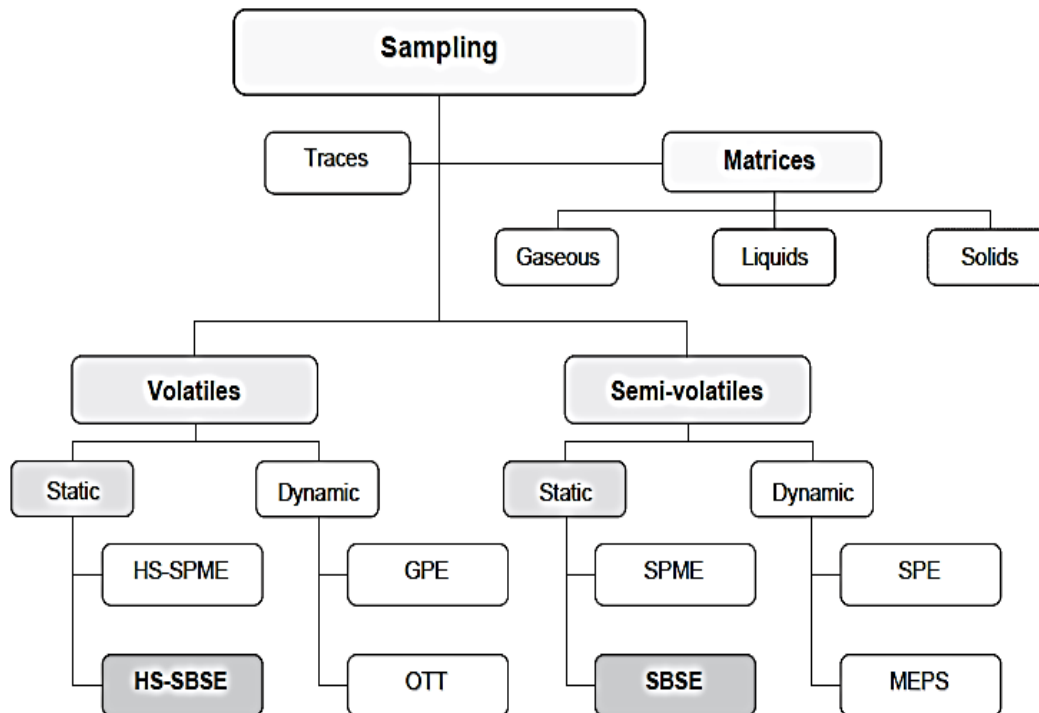 Sampling
Traces
Matrices
Gaseous
Liquids
Solids
Volatiles
Semi-volatiles
Static
Dynamic
Static
Dynamic
HS-SPME
GPE
SPME
SPE
HS-SBSE
OTT
SBSE
MEPS